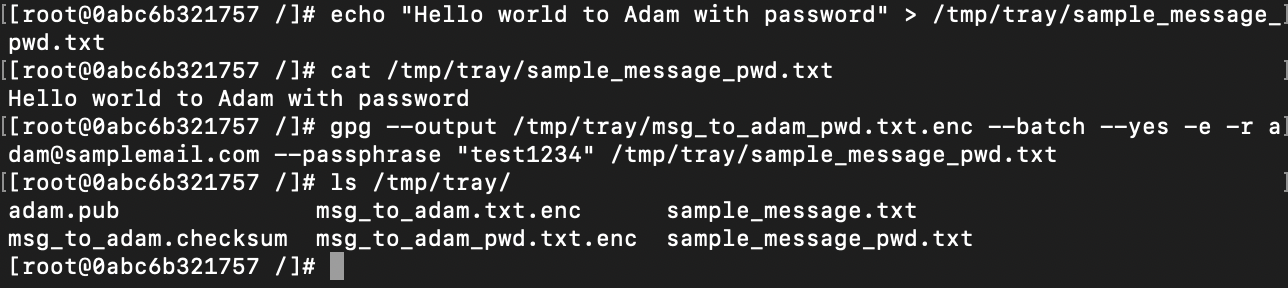 [[root@0abc6b321757 /]# echo "Hello world to Adam with password" > /tmp/tray/sample_message_]
pwd.txt
[[root@0abc6b321757 /]# cat /tmp/tray/sample_message_pwd.txt ]
Hello world to Adam with password
[[root@0abc6b321757 /]# gpg --output /tmp/tray/msg_to_adam_pwd.txt.enc --batch --yes -e -r a]
dam@samplemail.com --passphrase "test1234" /tmp/tray/sample_message_pwd.txt
[[root@0abc6b321757 /]# ls /tmp/tray/ ]
adam.pub msg_to_adam.txt.enc sample_message.txt
msg_to_adam.checksum msg_to_adam_pwd.txt.enc sample_message_pwd.txt
[root@0abc6b321757 /]#